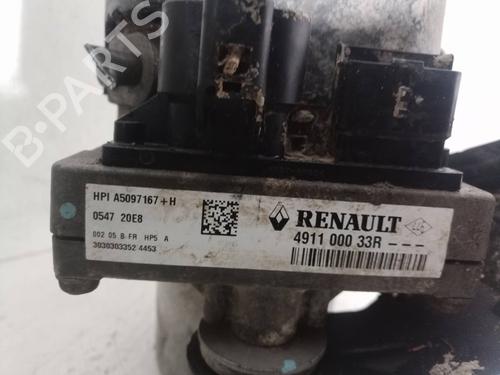 B-PARTS
E
HPI A5097167+H
0547 20E8
002 05 B FR HP5 A
3030303352 4453
RENAULT
4911 000 33R ---